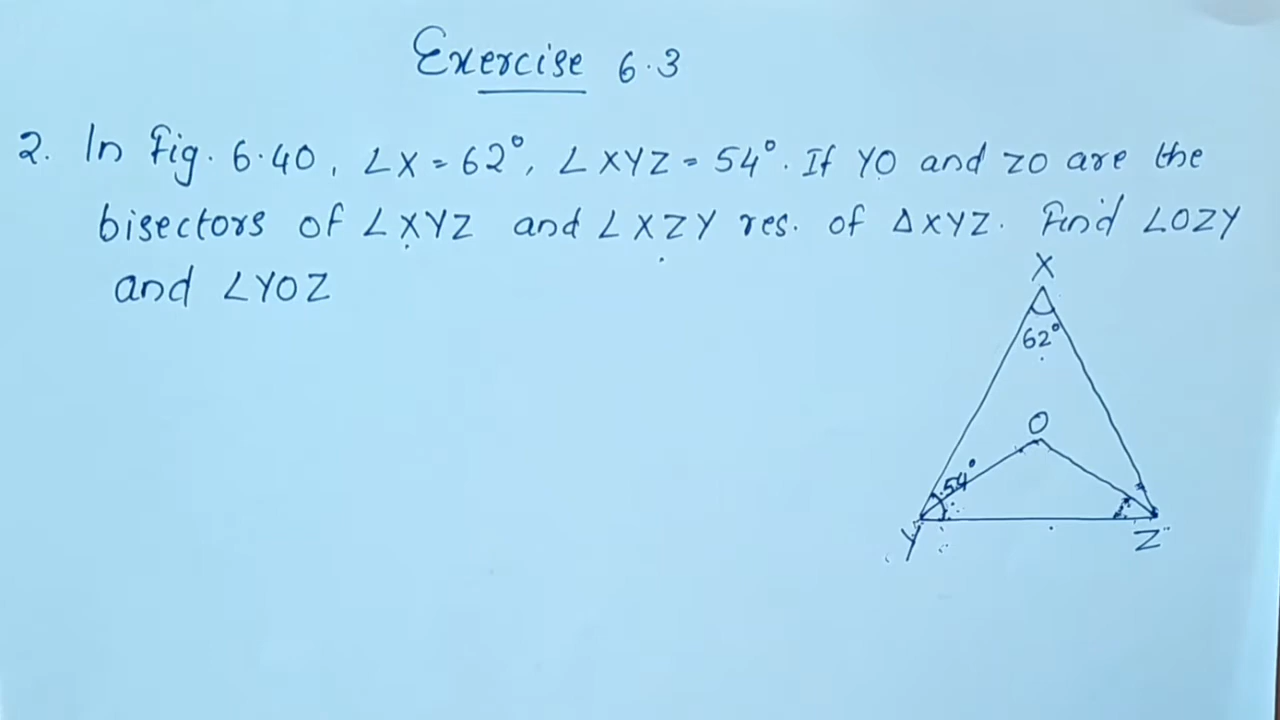 Exercise 6.3
2. In Fig. 6.40, ∠X = 62°, ∠XYZ = 54°. If YO and ZO are the
bisectors of ∠XYZ and ∠XZY res. of ΔXYZ. Find ∠OZY
and ∠YOZ
X
62°
O
54°
Y
Z